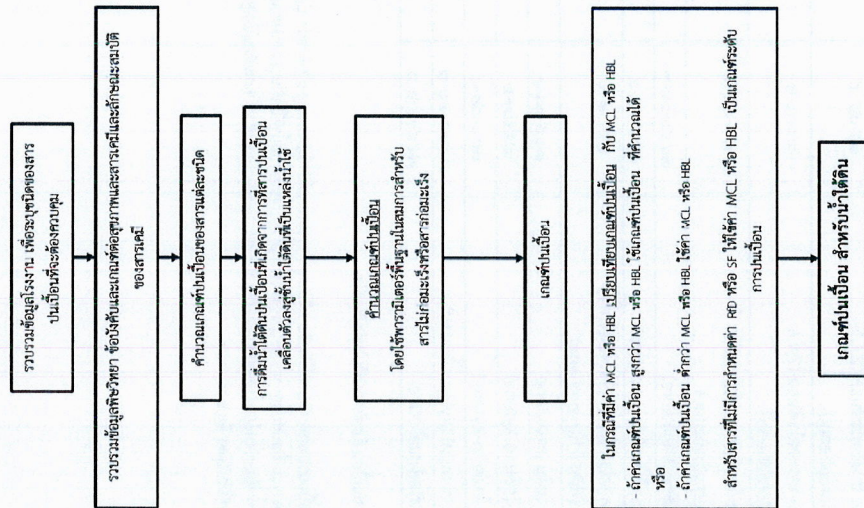 รวบรวมข้อมูลโรงงาน เพื่อระบุชนิดของสาร
ปนเปื้อนที่จะต้องควบคุม
รวบรวมข้อมูลพิษวิทยา ข้อบังคับและเกณฑ์ต่อสุขภาพและสารเคมีและลักษณะสมบัติ
ของสารเคมี
คำนวณเกณฑ์ปนเปื้อนของสารแต่ละชนิด
การดื่มน้ำใต้ดินปนเปื้อนที่เกิดจากการที่สารปนเปื้อน
เคลื่อนตัวลงสู่ชั้นน้ำใต้ดินที่เป็นแหล่งน้ำใช้
คำนวณเกณฑ์ปนเปื้อน
โดยใช้พารามิเตอร์พื้นฐานในสมการสำหรับ
สารไม่ก่อมะเร็งหรือสารก่อมะเร็ง
เกณฑ์ปนเปื้อน
ในกรณีที่มีค่า MCL หรือ HBL เปรียบเทียบเกณฑ์ปนเปื้อน กับ MCL หรือ HBL
- ถ้าค่าเกณฑ์ปนเปื้อน สูงกว่า MCL หรือ HBL ใช้เกณฑ์ปนเปื้อน ที่คำนวณได้
หรือ
- ถ้าค่าเกณฑ์ปนเปื้อน ต่ำกว่า MCL หรือ HBL ใช้ค่า MCL หรือ HBL
สำหรับสารที่ไม่มีการกำหนดค่า RfD หรือ SF ให้ใช้ค่า MCL หรือ HBL เป็นเกณฑ์ระดับ
การปนเปื้อน
เกณฑ์ปนเปื้อน สำหรับน้ำใต้ดิน